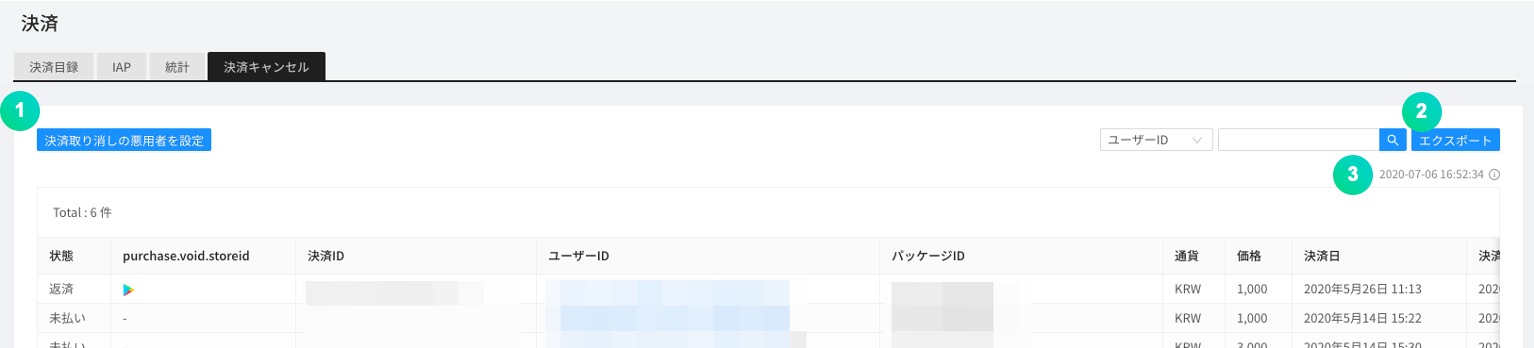 決済
決済目録 IAP 統計 決済キャンセル
1 2
決済取り消しの悪用者を設定 ユーザーID エクスポート
3 2020-07-06 16:52:34
Total : 6 件
状態 purchase.void.storeid 決済ID ユーザーID パッケージID 通貨 価格 決済日 決済
返済 KRW 1,000 2020年5月26日 11:13 202
未払い - KRW 1,000 2020年5月14日 15:22 202
未払い KRW 3,000 2020年5月14日 15:30 202